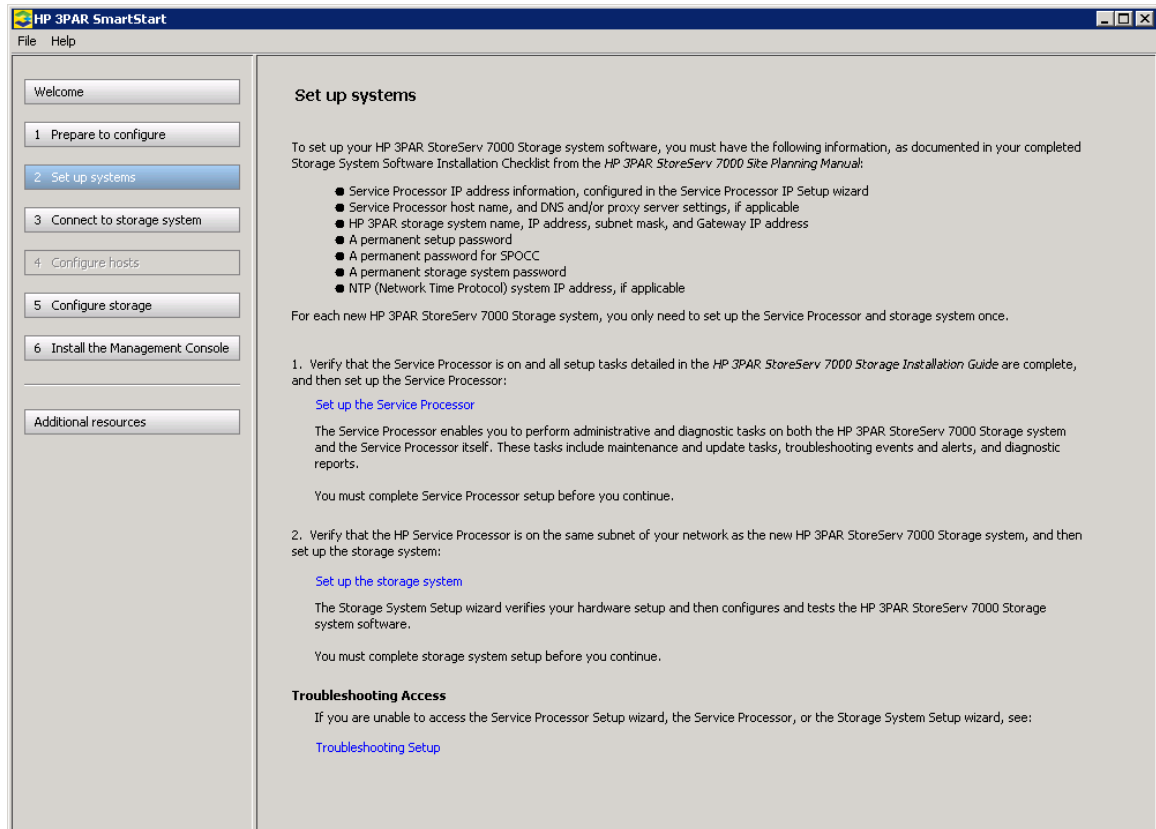 HP 3PAR SmartStart
File Help
Welcome
1 Prepare to configure
2 Set up systems
3 Connect to storage system
4 Configure hosts
5 Configure storage
6 Install the Management Console
Additional resources
Set up systems
To set up your HP 3PAR StoreServ 7000 Storage system software, you must have the following information, as documented in your completed
Storage System Software Installation Checklist from the HP 3PAR StoreServ 7000 Site Planning Manual:
● Service Processor IP address information, configured in the Service Processor IP Setup wizard
● Service Processor host name, and DNS and/or proxy server settings, if applicable
● HP 3PAR storage system name, IP address, subnet mask, and Gateway IP address
● A permanent setup password
● A permanent password for SPOCC
● A permanent storage system password
● NTP (Network Time Protocol) system IP address, if applicable
For each new HP 3PAR StoreServ 7000 Storage system, you only need to set up the Service Processor and storage system once.
1. Verify that the Service Processor is on and all setup tasks detailed in the HP 3PAR StoreServ 7000 Storage Installation Guide are complete,
and then set up the Service Processor:
Set up the Service Processor
The Service Processor enables you to perform administrative and diagnostic tasks on both the HP 3PAR StoreServ 7000 Storage system
and the Service Processor itself. These tasks include maintenance and update tasks, troubleshooting events and alerts, and diagnostic
reports.
You must complete Service Processor setup before you continue.
2. Verify that the HP Service Processor is on the same subnet of your network as the new HP 3PAR StoreServ 7000 Storage system, and then
set up the storage system:
Set up the storage system
The Storage System Setup wizard verifies your hardware setup and then configures and tests the HP 3PAR StoreServ 7000 Storage
system software.
You must complete storage system setup before you continue.
Troubleshooting Access
If you are unable to access the Service Processor Setup wizard, the Service Processor, or the Storage System Setup wizard, see:
Troubleshooting Setup